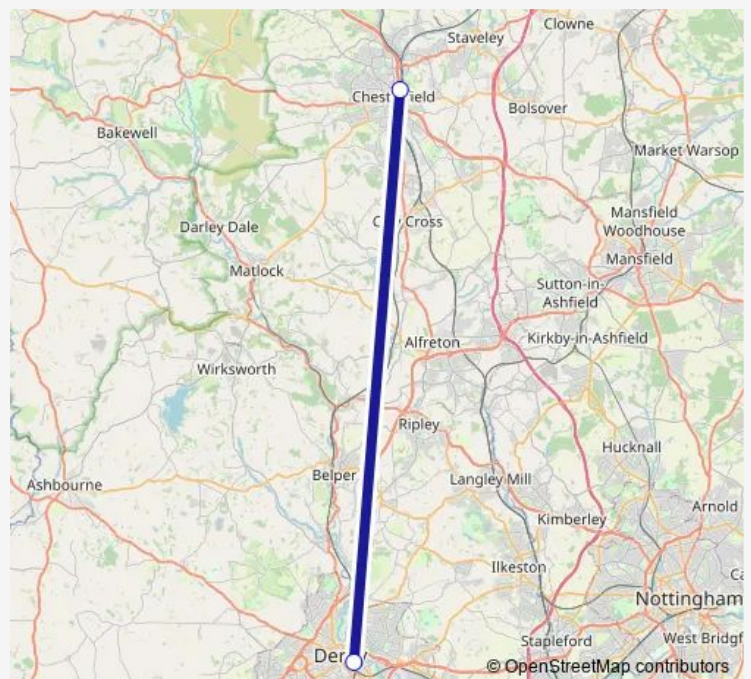 Clowne
Staveley
Bolsover
Bakewell
Market Warsop
Darley Dale
Mansfield
Woodhouse
Mansfield
Matlock
Sutton-in-
Ashfield
Alfreton
Kirkby-in-Ashfield
Wirksworth
Ripley
Hucknall
Belper
Langley Mill
Ashbourne
Arnold
Kimberley
Ilkeston
Nottingham
Stapleford
West Bridgf
© OpenStreetMap contributors